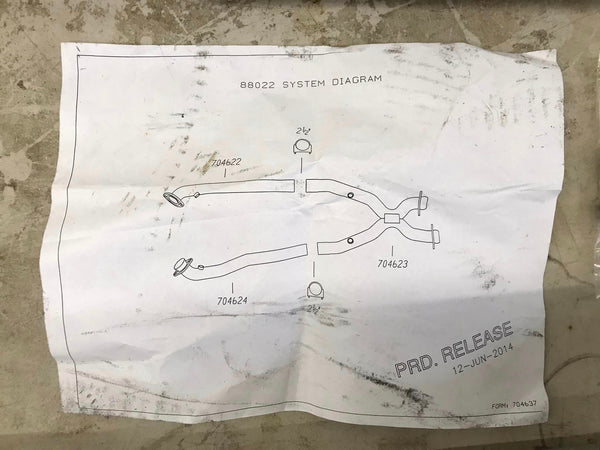 88022 SYSTEM DIAGRAM
2½
704622
704623
704624
2½
PRD. RELEASE
12-JUN-2014
FORM: 704637